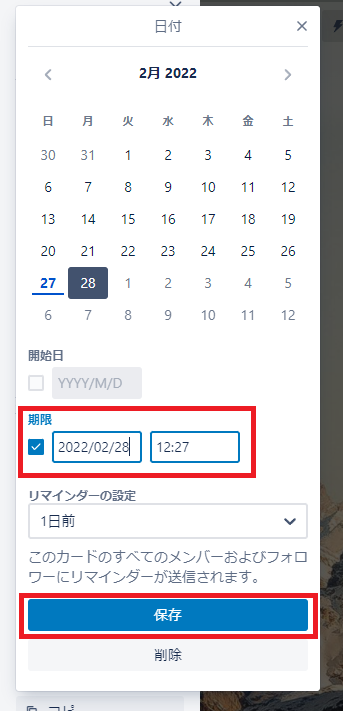 日付
2月 2022
日 月 火 水 木 金 土
30 31 1 2 3 4 5
6 7 8 9 10 11 12
13 14 15 16 17 18 19
20 21 22 23 24 25 26
27 28 1 2 3 4 5
6 7 8 9 10 11 12
開始日
YYYY/M/D
期限
2022/02/28 12:27
リマインダーの設定
1日前
このカードのすべてのメンバーおよびフォロ
ワーにリマインダーが送信されます。
保存
削除